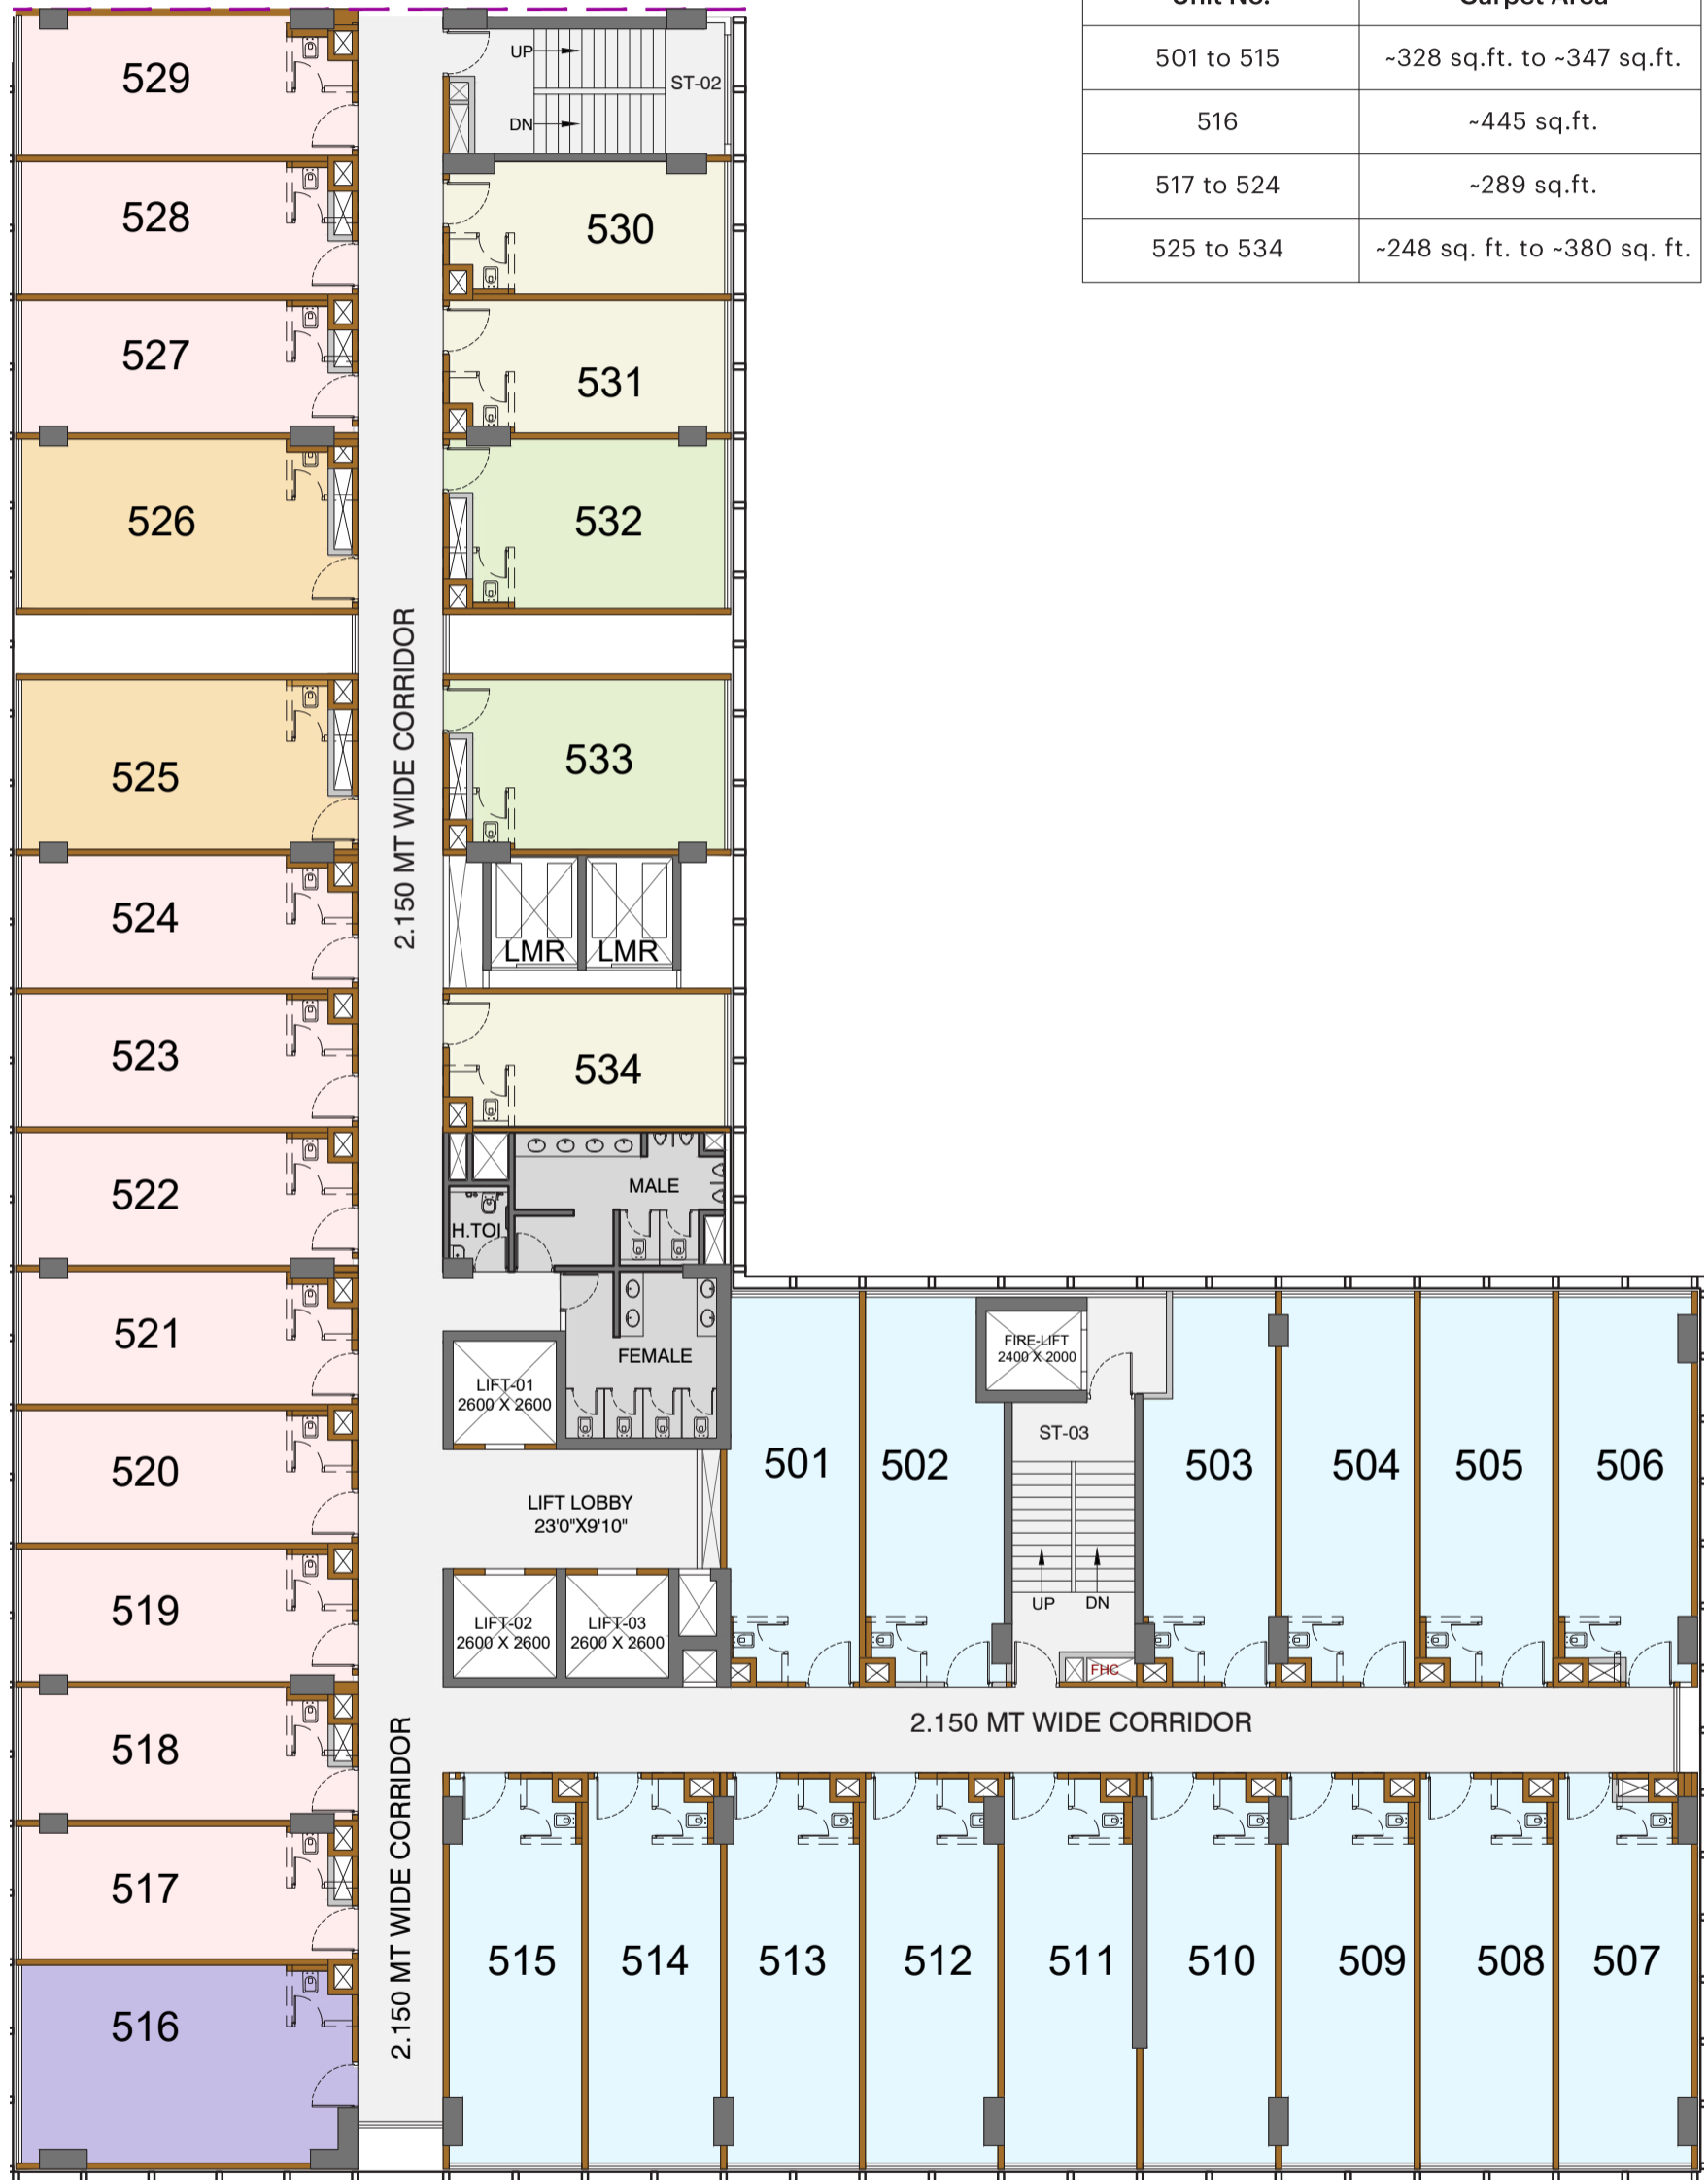 Unit No. Carpet Area
501 to 515 ~328 sq.ft. to ~347 sq.ft.
516 ~445 sq.ft.
517 to 524 ~289 sq.ft.
525 to 534 ~248 sq. ft. to ~380 sq. ft.
529
UP
ST-02
DN
528
530
527
531
526
532
2.150 MT WIDE CORRIDOR
525
533
524
LMR LMR
523
534
522
MALE
H.TOI
521
FEMALE
LIFT-01
2600 X 2600
FIRE-LIFT
2400 X 2000
ST-03
520
501 502 503 504 505 506
LIFT LOBBY
23'0"X9'10"
519
LIFT-02
2600 X 2600
LIFT-03
2600 X 2600
UP DN
FHC
518
2.150 MT WIDE CORRIDOR
2.150 MT WIDE CORRIDOR
517
515 514 513 512 511 510 509 508 507
516